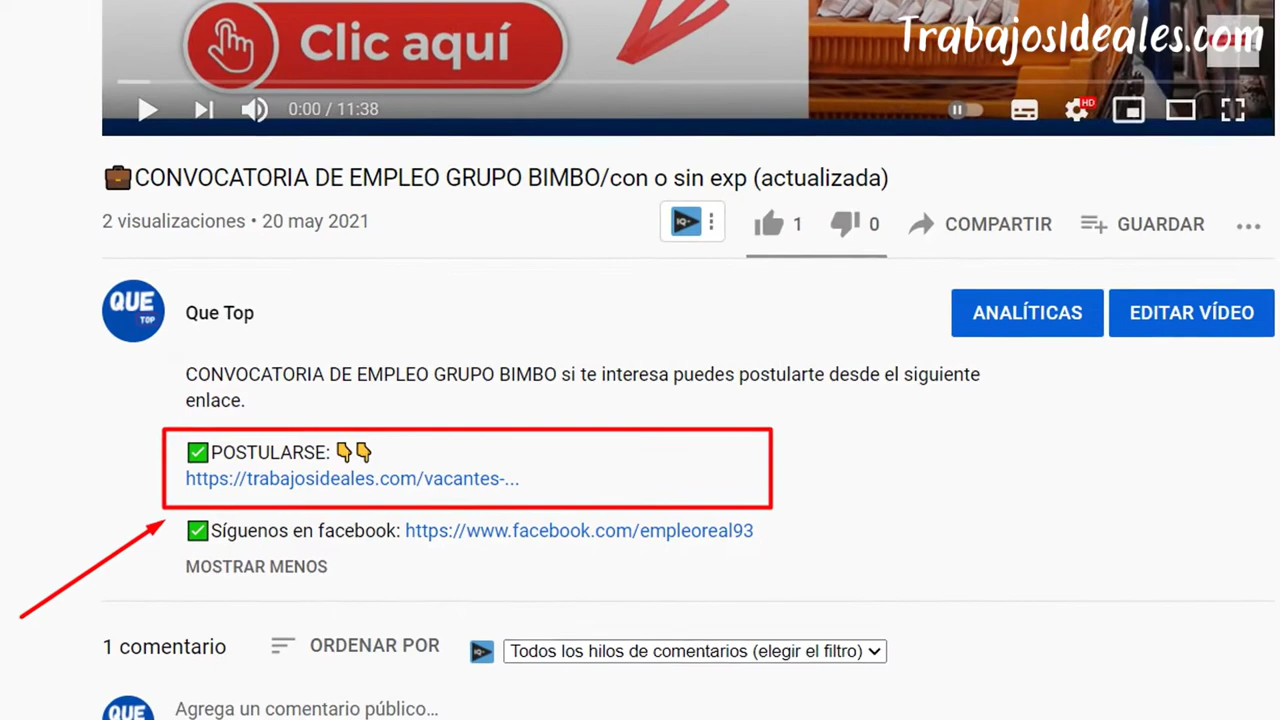 TrabajosIdeales.com
Clic aquí
0:00 / 11:38
HD
CONVOCATORIA DE EMPLEO GRUPO BIMBO/con o sin exp (actualizada)
2 visualizaciones • 20 may 2021
IQ
1
0
COMPARTIR
GUARDAR
QUE
TOP
Que Top
ANALÍTICAS
EDITAR VÍDEO
CONVOCATORIA DE EMPLEO GRUPO BIMBO si te interesa puedes postularte desde el siguiente
enlace.
✅POSTULARSE: 👇👇
https://trabajosideales.com/vacantes-...
✅Síguenos en facebook: https://www.facebook.com/empleoreal93
MOSTRAR MENOS
1 comentario
ORDENAR POR
IQ
Todos los hilos de comentarios (elegir el filtro)
QUE
Agrega un comentario público...